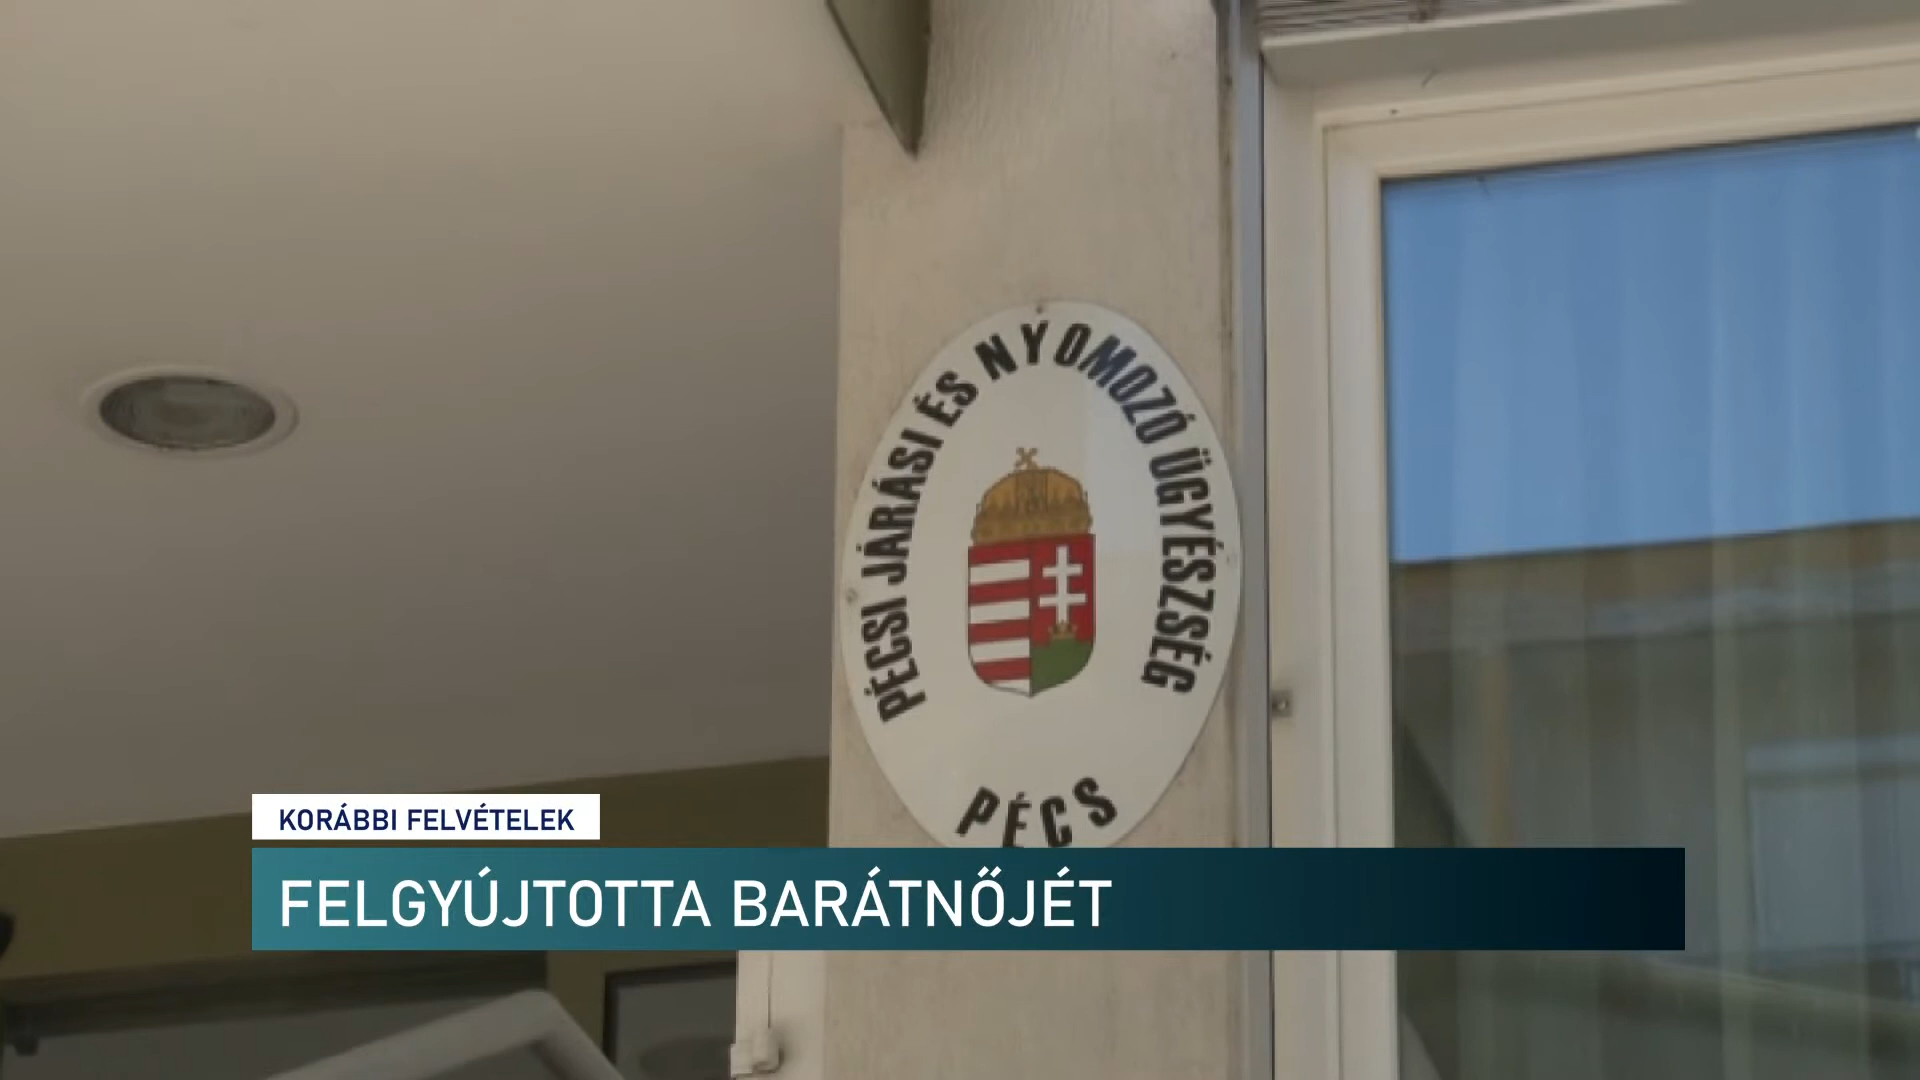 PÉCSI JÁRÁSI ÉS NYOMOZÓ ÜGYÉSZSÉG
PÉCS
KORÁBBI FELVÉTELEK
FELGYÚJTOTTA BARÁTNŐJÉT